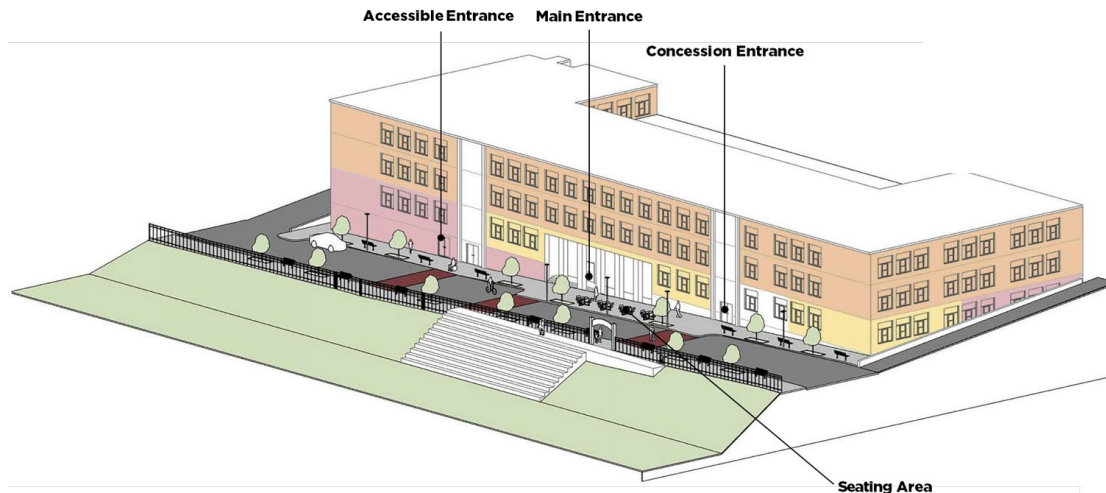 Accessible Entrance
Main Entrance
Concession Entrance
Seating Area